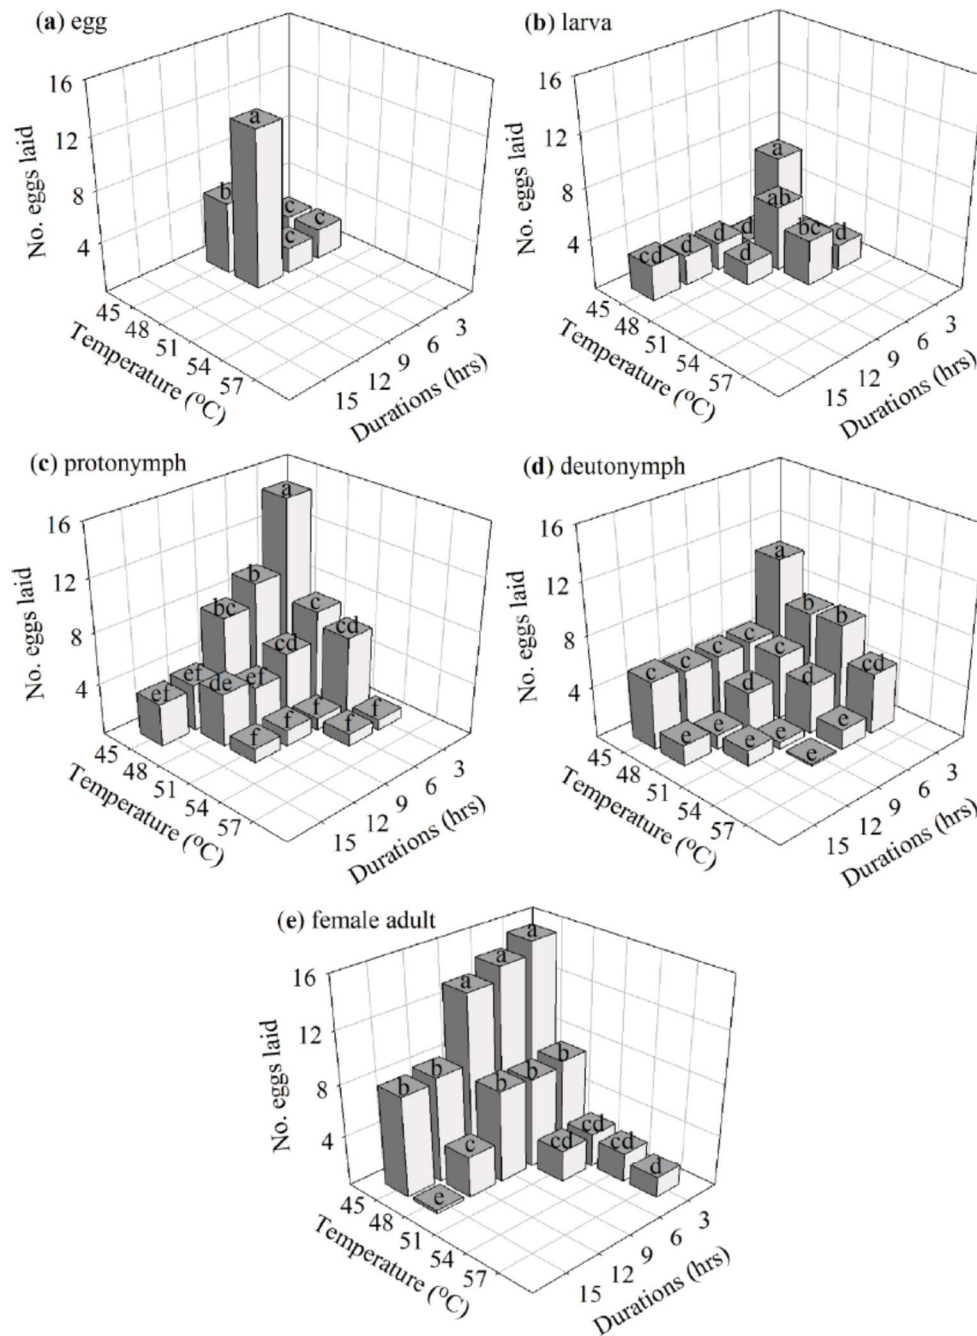 (a) egg
16
12
8
4
No. eggs laid
a
b
c
c
c
45
48
51
54
57
Temperature (°C)
15
12
9
6
3
Durations (hrs)
(b) larva
16
12
8
4
No. eggs laid
a
ab
bc
d
d
d
d
d
cd
45
48
51
54
57
Temperature (°C)
15
12
9
6
3
Durations (hrs)
(c) protonymph
16
12
8
4
No. eggs laid
a
b
bc
c
cd
cd
ef
ef
de
ef
f
f
f
f
f
45
48
51
54
57
Temperature (°C)
15
12
9
6
3
Durations (hrs)
(d) deutonymph
16
12
8
4
No. eggs laid
a
b
b
c
c
c
c
c
cd
d
d
e
e
e
e
e
e
45
48
51
54
57
Temperature (°C)
15
12
9
6
3
Durations (hrs)
(e) female adult
16
12
8
4
No. eggs laid
a
a
a
b
b
b
b
b
c
cd
cd
cd
d
e
45
48
51
54
57
Temperature (°C)
15
12
9
6
3
Durations (hrs)